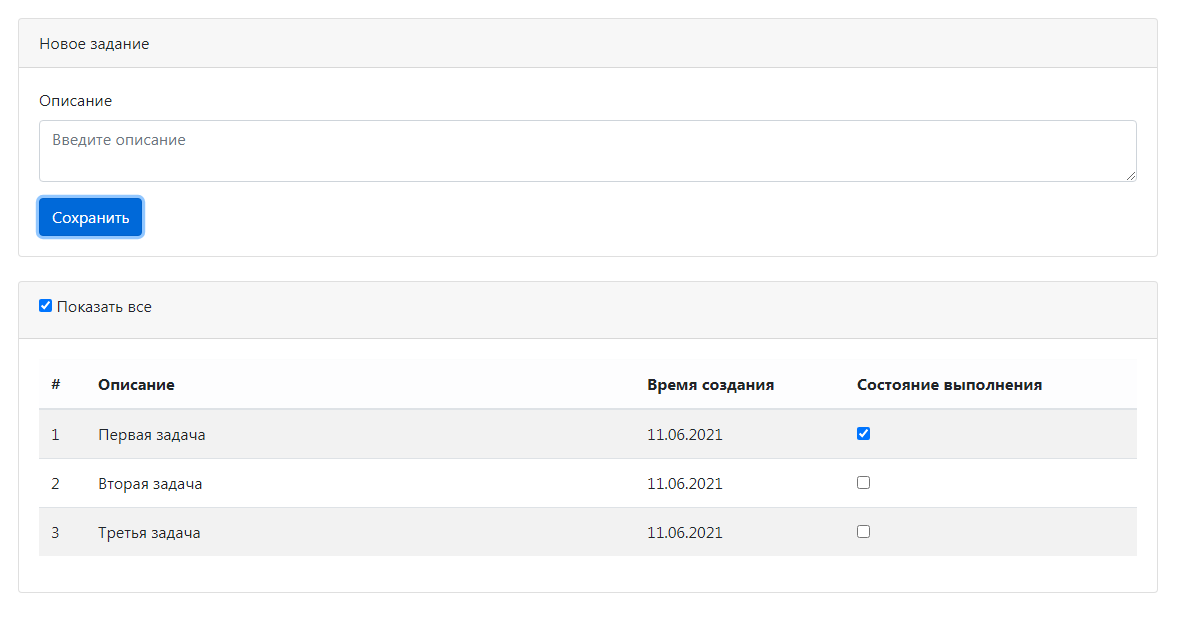 Новое задание
Описание
Введите описание
Сохранить
Показать все
# Описание Время создания Состояние выполнения
1 Первая задача 11.06.2021
2 Вторая задача 11.06.2021
3 Третья задача 11.06.2021